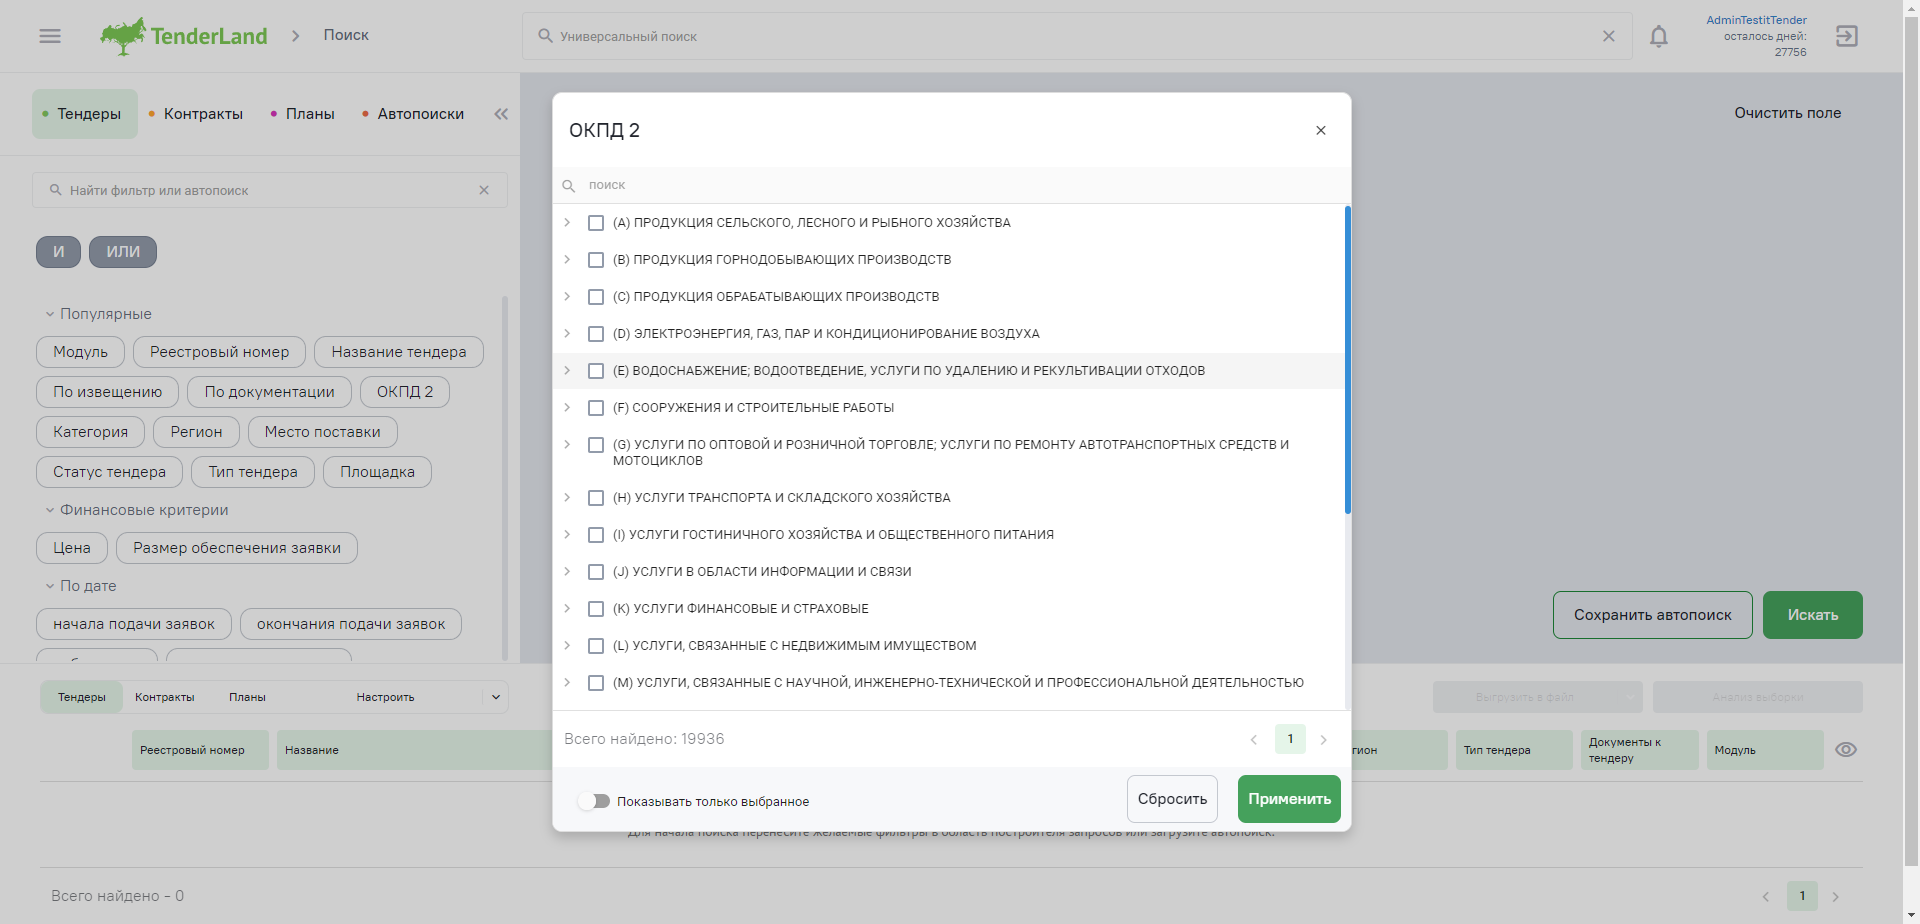 TenderLand
Поиск
Универсальный поиск
AdminTestitTender
осталось дней:
27756
Тендеры
Контракты
Планы
Автопоиски
Найти фильтр или автопоиск
И
ИЛИ
Популярные
Модуль
Реестровый номер
Название тендера
По извещению
По документации
ОКПД 2
Категория
Регион
Место поставки
Статус тендера
Тип тендера
Площадка
Финансовые критерии
Цена
Размер обеспечения заявки
По дате
начала подачи заявок
окончания подачи заявок
Очистить поле
Сохранить автопоиск
Искать
ОКПД 2
поиск
(A) ПРОДУКЦИЯ СЕЛЬСКОГО, ЛЕСНОГО И РЫБНОГО ХОЗЯЙСТВА
(B) ПРОДУКЦИЯ ГОРНОДОБЫВАЮЩИХ ПРОИЗВОДСТВ
(C) ПРОДУКЦИЯ ОБРАБАТЫВАЮЩИХ ПРОИЗВОДСТВ
(D) ЭЛЕКТРОЭНЕРГИЯ, ГАЗ, ПАР И КОНДИЦИОНИРОВАНИЕ ВОЗДУХА
(E) ВОДОСНАБЖЕНИЕ; ВОДООТВЕДЕНИЕ, УСЛУГИ ПО УДАЛЕНИЮ И РЕКУЛЬТИВАЦИИ ОТХОДОВ
(F) СООРУЖЕНИЯ И СТРОИТЕЛЬНЫЕ РАБОТЫ
(G) УСЛУГИ ПО ОПТОВОЙ И РОЗНИЧНОЙ ТОРГОВЛЕ; УСЛУГИ ПО РЕМОНТУ АВТОТРАНСПОРТНЫХ СРЕДСТВ И
МОТОЦИКЛОВ
(H) УСЛУГИ ТРАНСПОРТА И СКЛАДСКОГО ХОЗЯЙСТВА
(I) УСЛУГИ ГОСТИНИЧНОГО ХОЗЯЙСТВА И ОБЩЕСТВЕННОГО ПИТАНИЯ
(J) УСЛУГИ В ОБЛАСТИ ИНФОРМАЦИИ И СВЯЗИ
(K) УСЛУГИ ФИНАНСОВЫЕ И СТРАХОВЫЕ
(L) УСЛУГИ, СВЯЗАННЫЕ С НЕДВИЖИМЫМ ИМУЩЕСТВОМ
(M) УСЛУГИ, СВЯЗАННЫЕ С НАУЧНОЙ, ИНЖЕНЕРНО-ТЕХНИЧЕСКОЙ И ПРОФЕССИОНАЛЬНОЙ ДЕЯТЕЛЬНОСТЬЮ
Всего найдено: 19936
1
Показывать только выбранное
Сбросить
Применить
Тендеры
Контракты
Планы
Настроить
Выгрузить в файл
Анализ выборки
Реестровый номер
Название
гион
Тип тендера
Документы к
тендеру
Модуль
Для начала поиска перенесите желаемые фильтры в область построителя запросов или загрузите автопоиск.
Всего найдено - 0
1